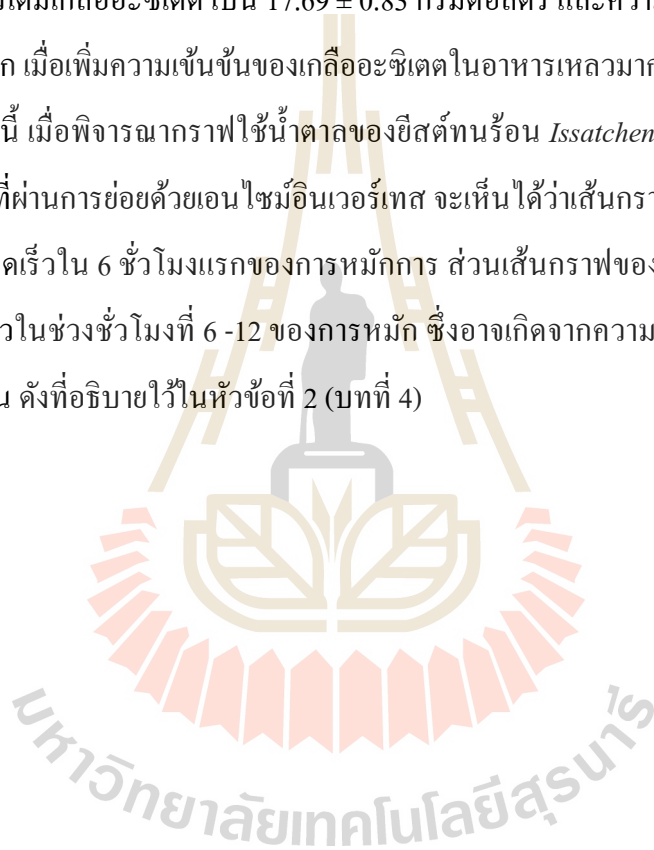 เติมเกลืออะซิเตต เป็น 17.69 ± 0.83 กรัมต่อลิตร
ก เมื่อเพิ่มความเข้มข้นของเกลืออะซิเตตในอาหารเหลวมาก
นี้ เมื่อพิจารณากราฟใช้น้ำตาลของยีสต์ทนร้อน Issatchen
ที่ผ่านการย่อยด้วยเอนไซม์อินเวอร์เทส จะเห็นได้ว่าเส้นกรา
ดเร็วใน 6 ชั่วโมงแรกของการหมักการ ส่วนเส้นกราฟของ
วในช่วงชั่วโมงที่ 6 -12 ของการหมัก ซึ่งอาจเกิดจากความ
น ดังที่อธิบายใว้ในหัวข้อที่ 2 (บทที่ 4)
มหาวิทยาลัยเทคโนโลยีสุรนารี